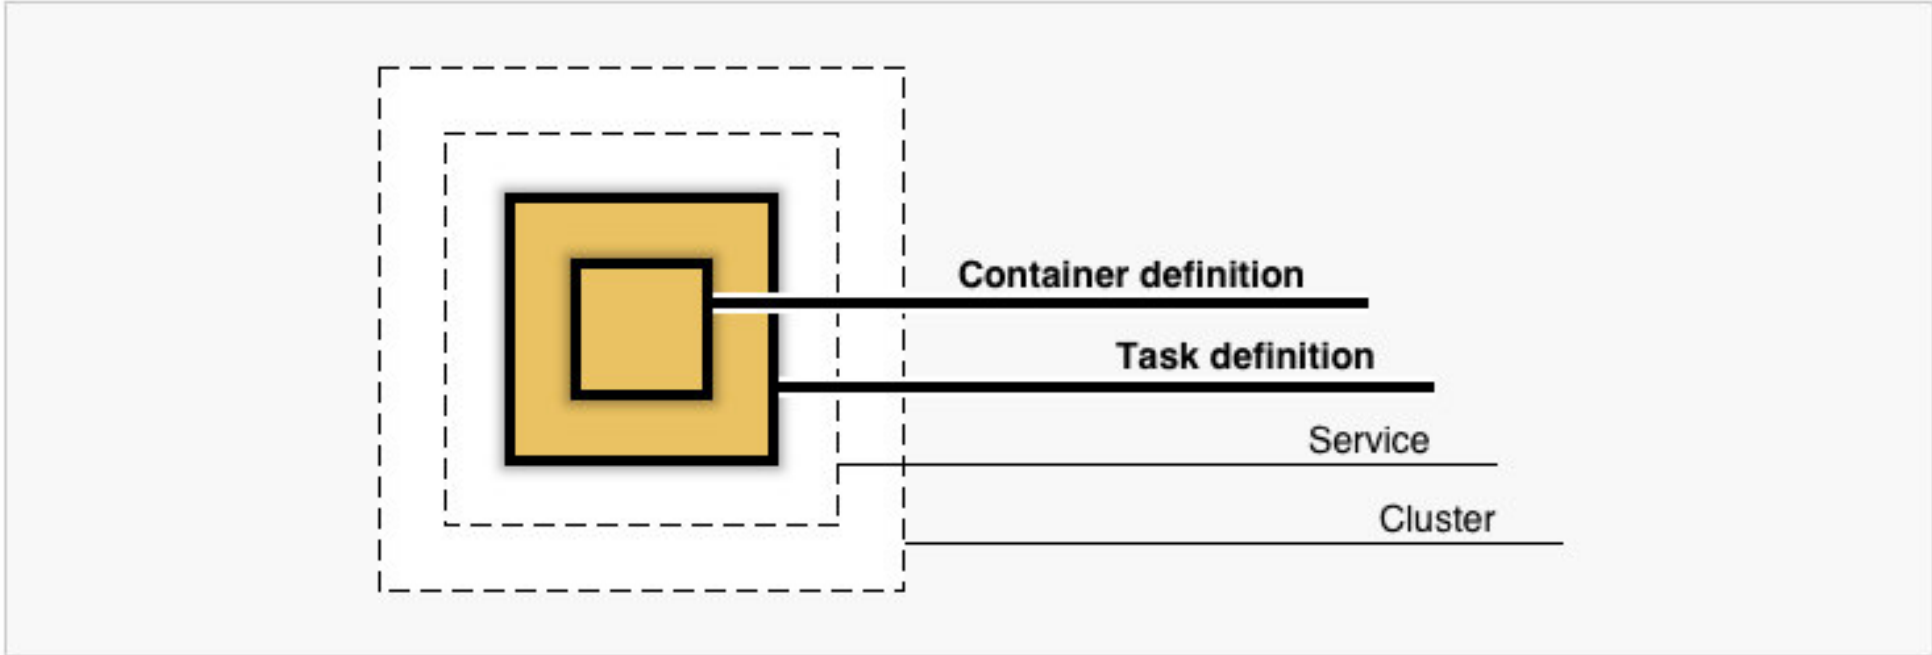 Container definition
Task definition
Service
Cluster